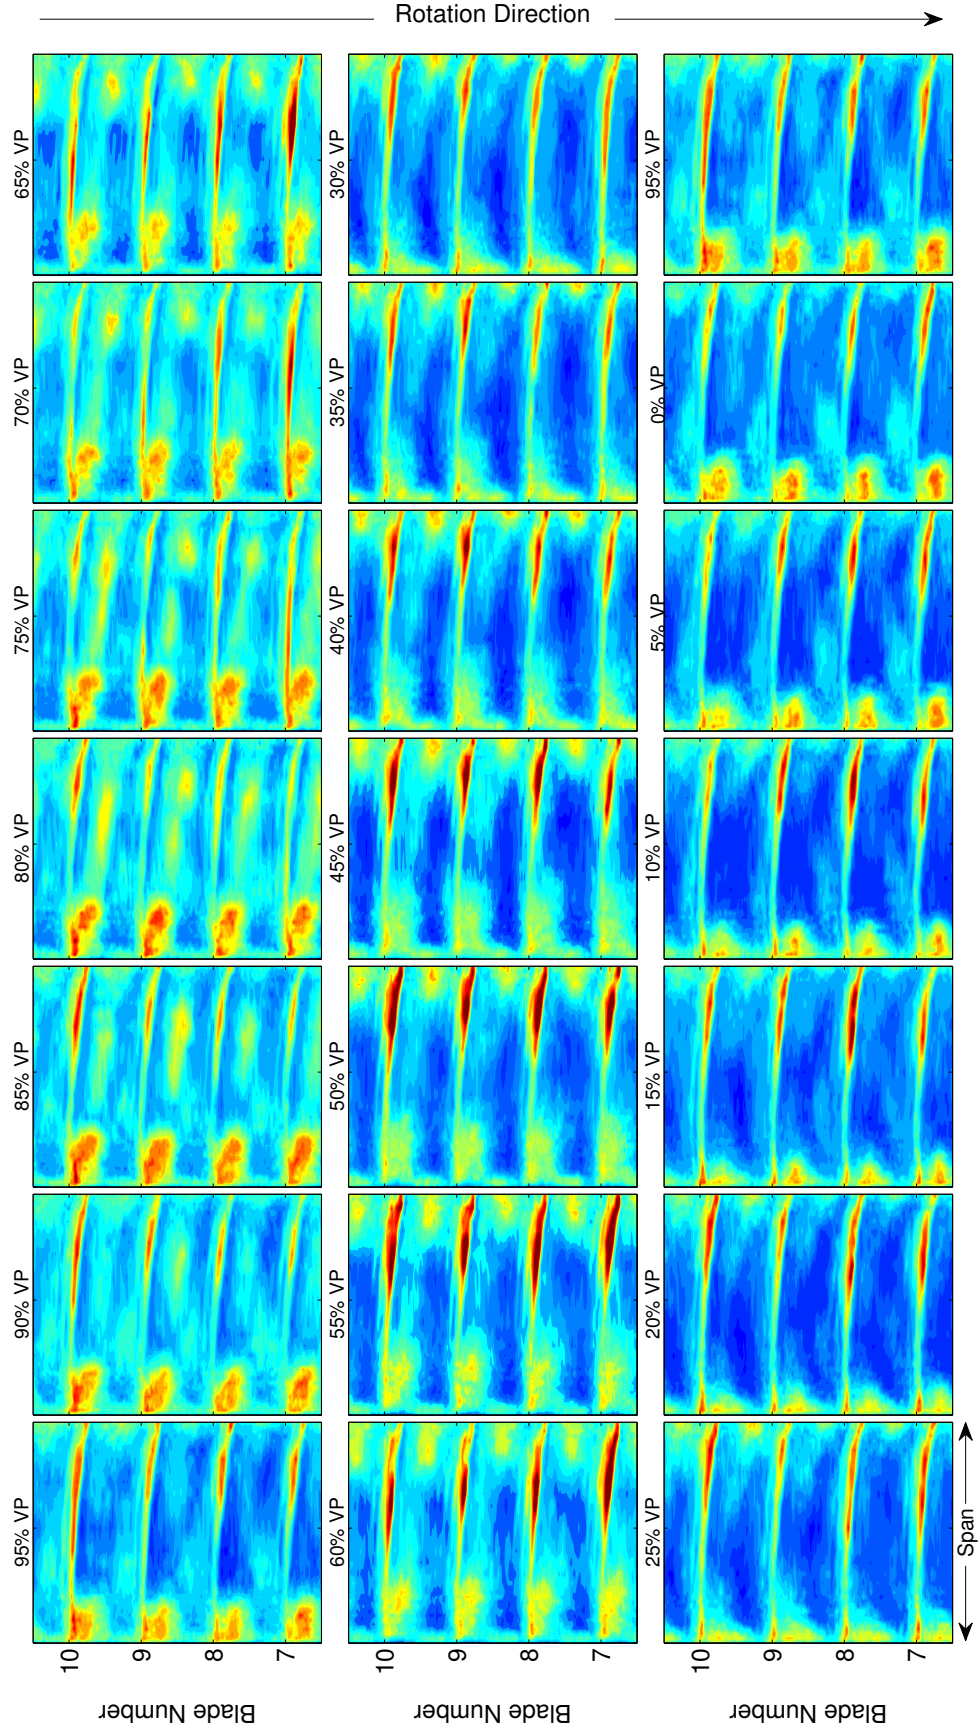 Rotation Direction
65% VP
30% VP
95% VP
70% VP
35% VP
0% VP
75% VP
40% VP
5% VP
80% VP
45% VP
10% VP
85% VP
50% VP
15% VP
90% VP
55% VP
20% VP
95% VP
60% VP
25% VP
10
9
8
7
10
9
8
7
10
9
8
7
Blade Number
Blade Number
Blade Number
Span